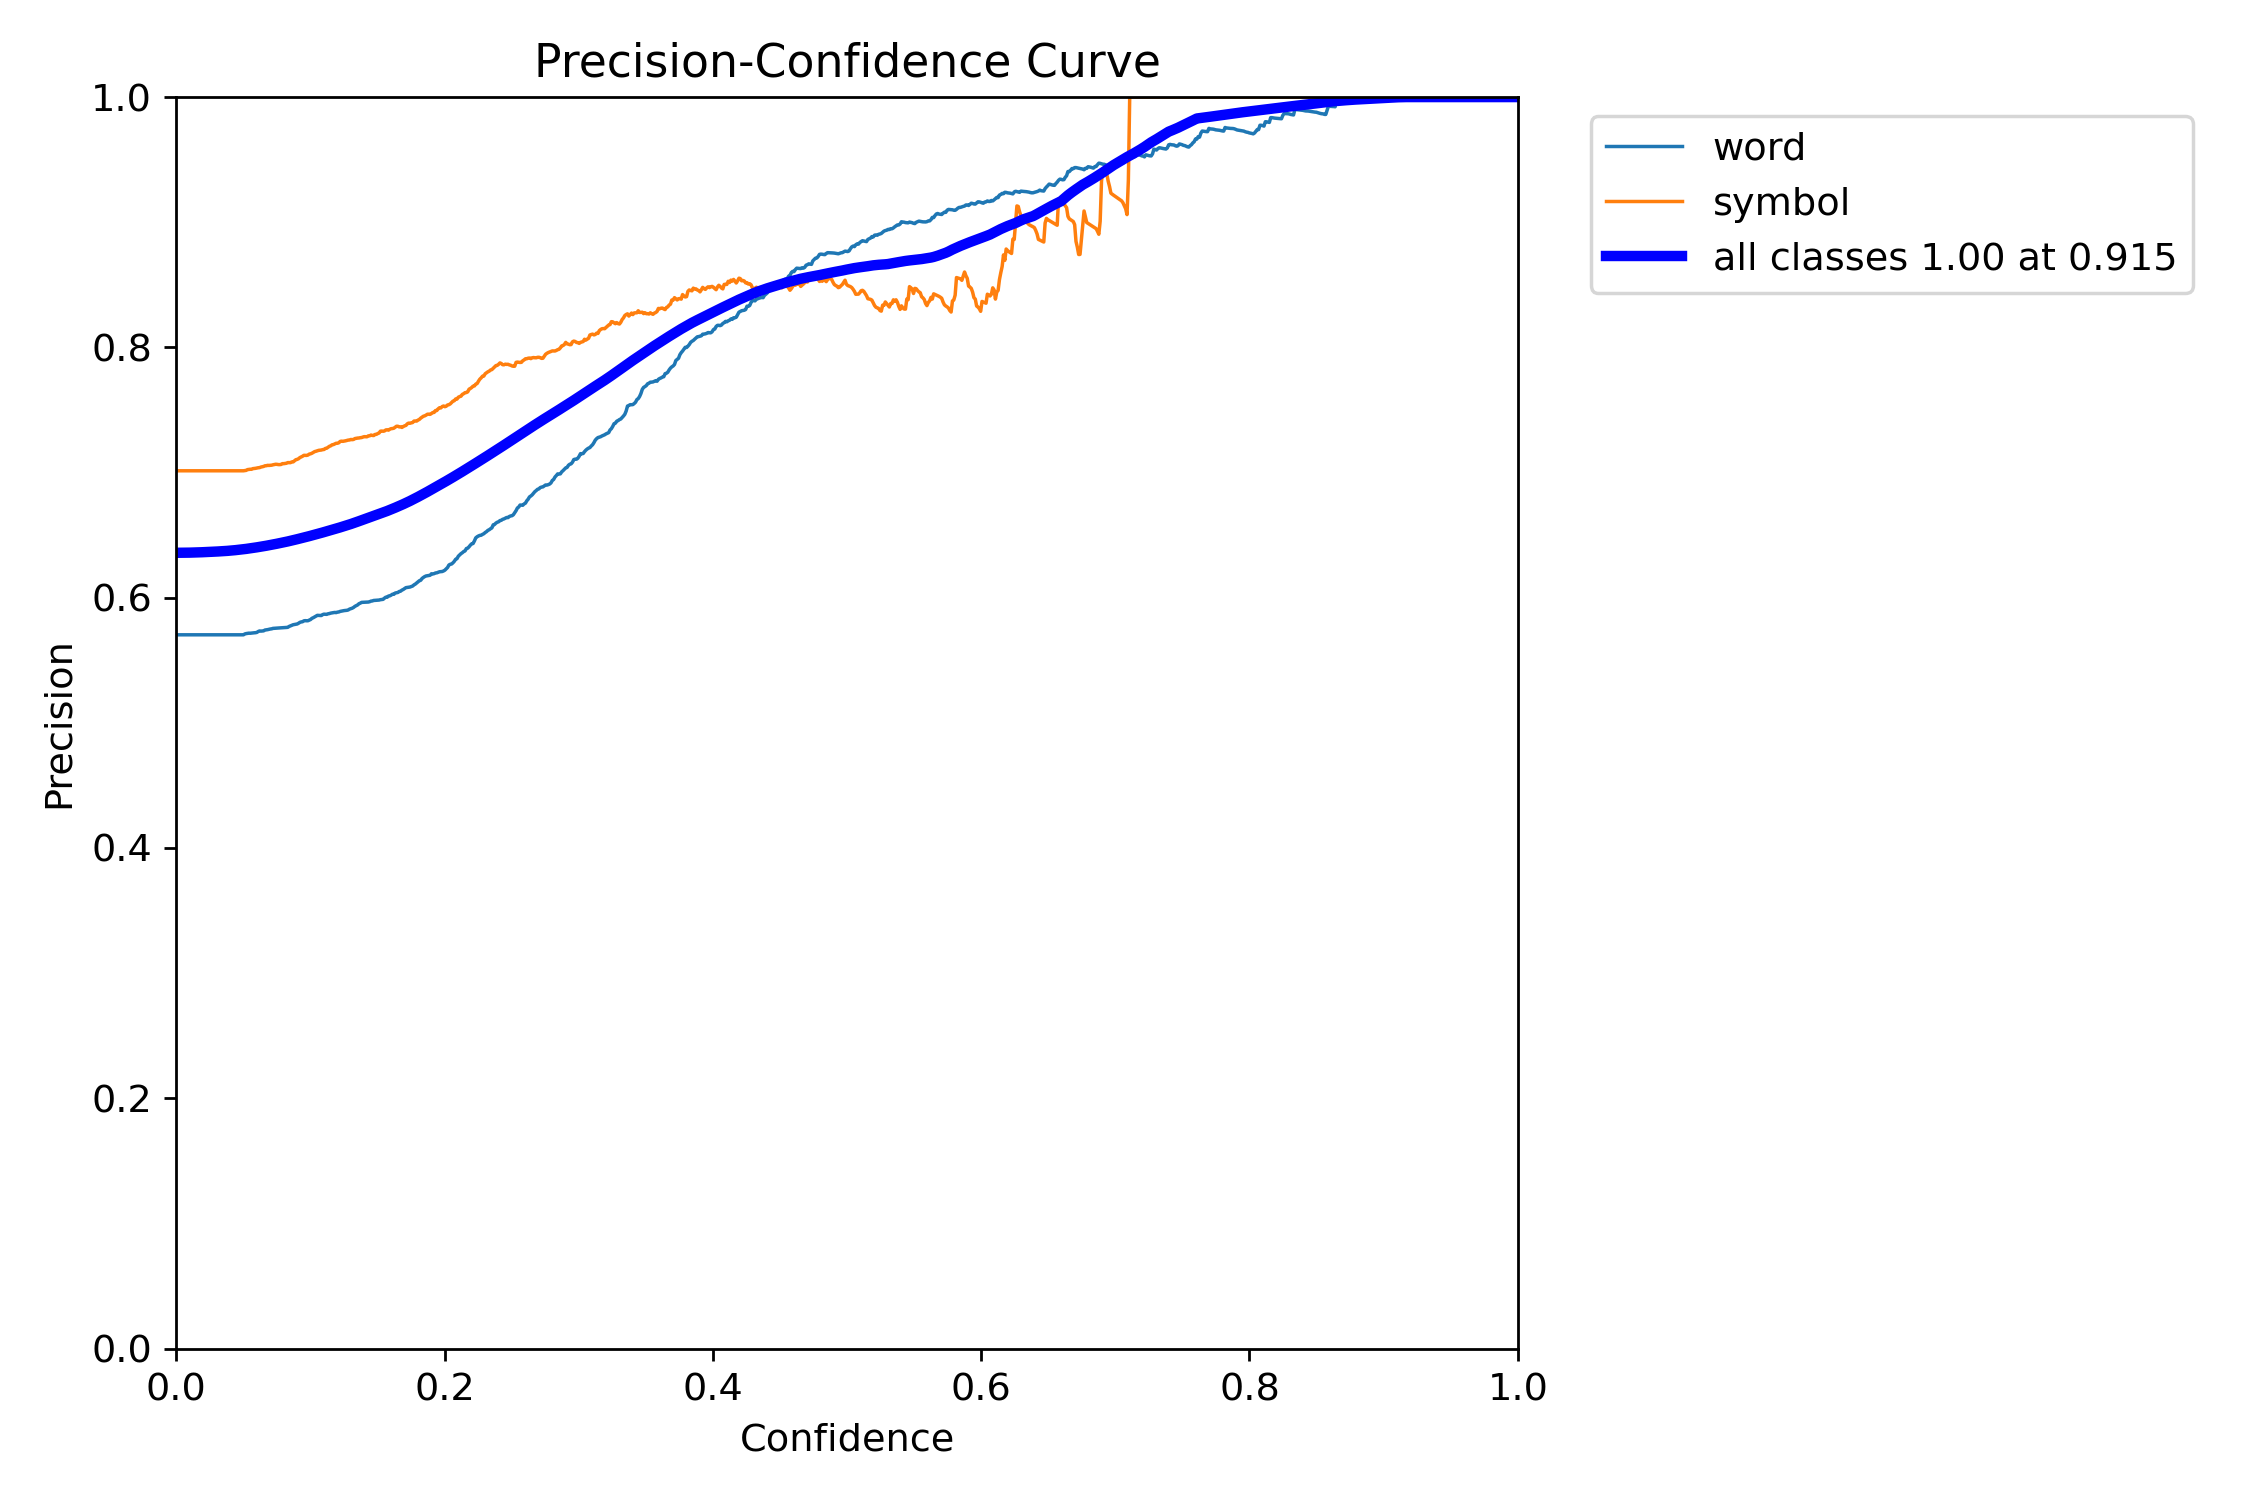 Precision-Confidence Curve
1.0
0.8
0.6
0.4
0.2
0.0
Precision
0.0 0.2 0.4 0.6 0.8 1.0
Confidence
word
symbol
all classes 1.00 at 0.915